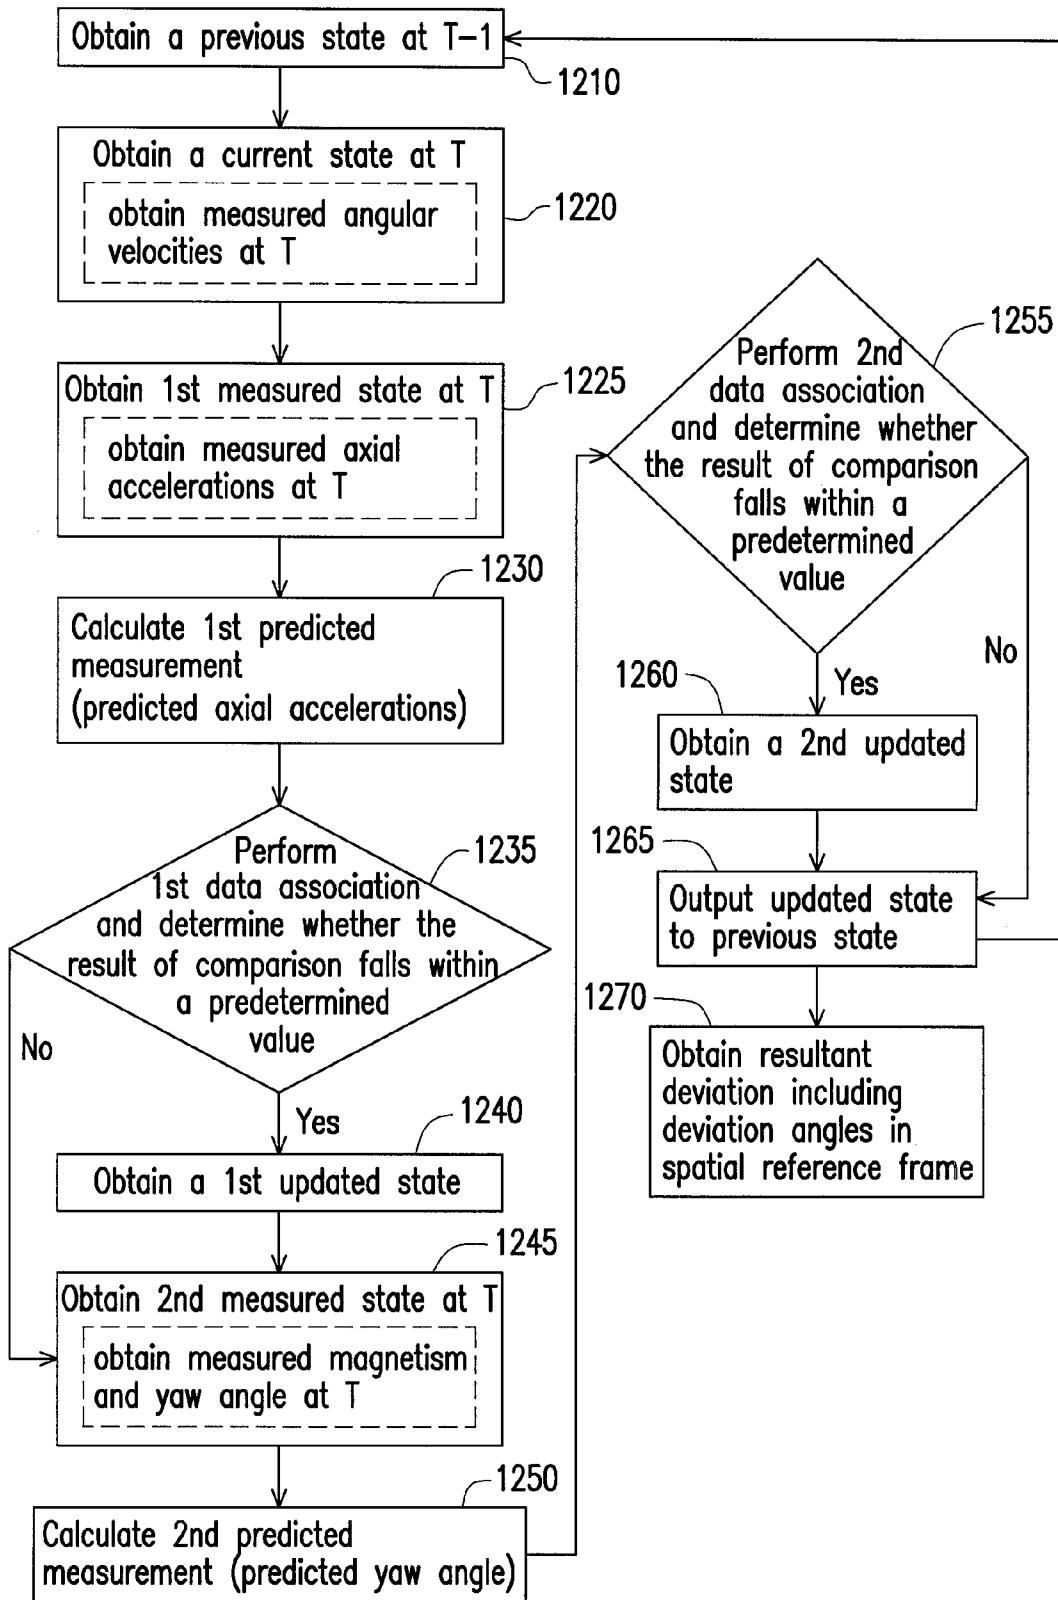 Obtain a previous state at T-1
1210
Obtain a current state at T
obtain measured angular
velocities at T
1220
Obtain 1st measured state at T
obtain measured axial
accelerations at T
1225
1230
Calculate 1st predicted
measurement
(predicted axial accelerations)
1235
Perform
1st data association
and determine whether the
result of comparison falls within
a predetermined
value
No
Yes
1240
Obtain a 1st updated state
1245
Obtain 2nd measured state at T
obtain measured magnetism
and yaw angle at T
1250
Calculate 2nd predicted
measurement (predicted yaw angle)
1255
Perform 2nd
data association
and determine whether
the result of comparison
falls within a
predetermined
value
No
Yes
1260
Obtain a 2nd updated
state
1265
Output updated state
to previous state
1270
Obtain resultant
deviation including
deviation angles in
spatial reference frame